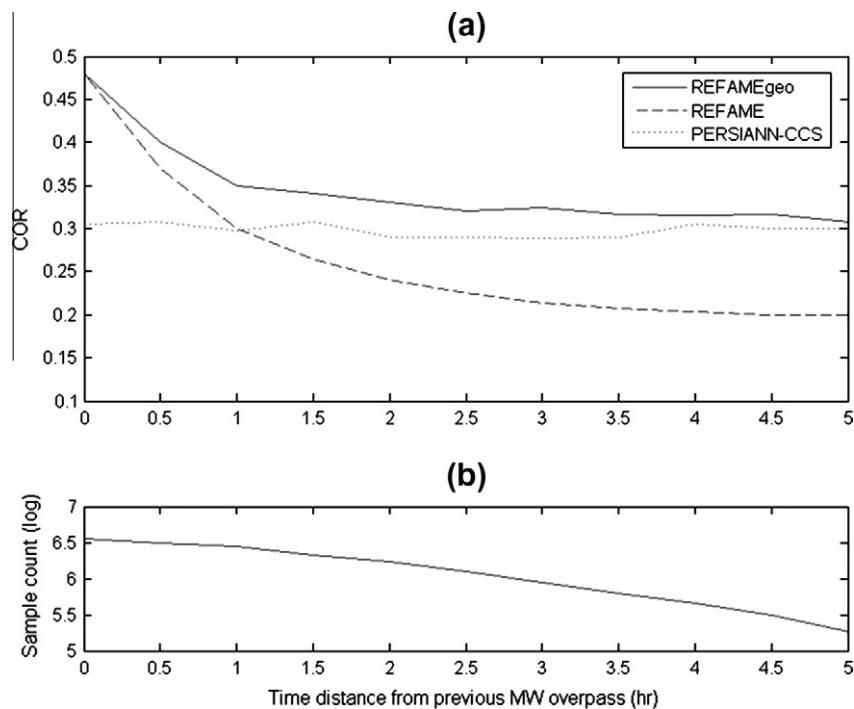 (a)
0.5
0.45
0.4
0.35
0.3
0.25
0.2
0.15
0.1
COR
REFAMEgeo
REFAME
PERSIANN-CCS
0 0.5 1 1.5 2 2.5 3 3.5 4 4.5 5
(b)
7
6.5
6
5.5
5
Sample count (log)
0 0.5 1 1.5 2 2.5 3 3.5 4 4.5 5
Time distance from previous MW overpass (hr)